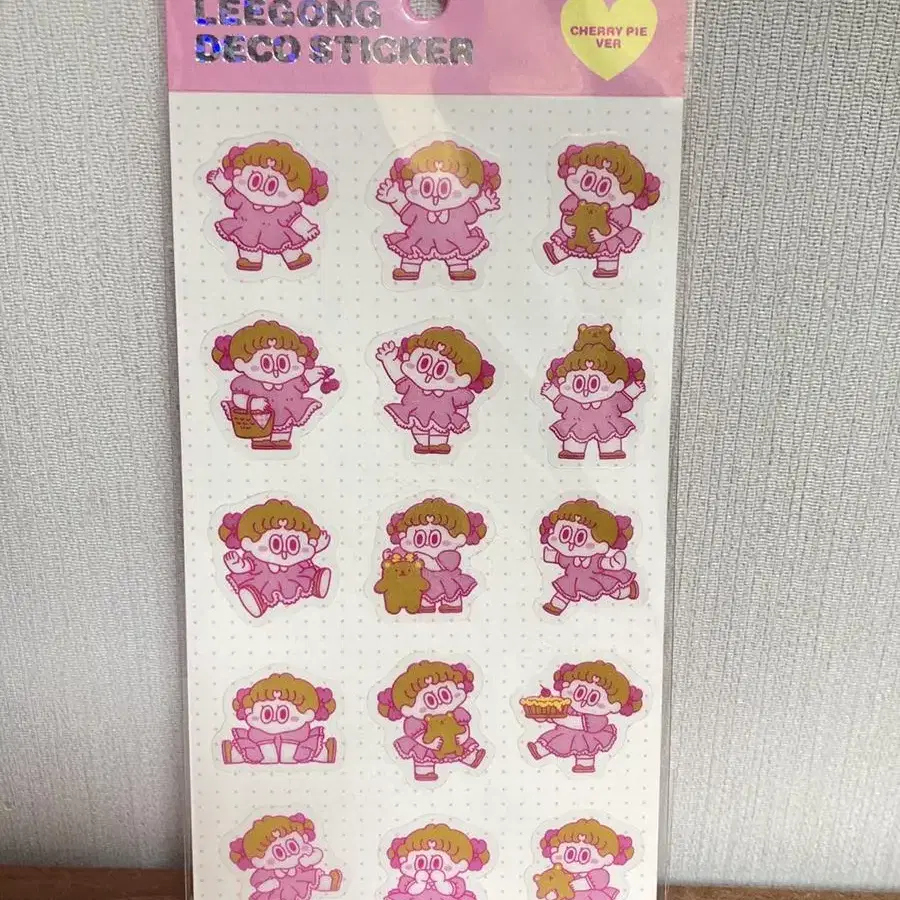 LEEGONG
DECO STICKER
CHERRY PIE
VER